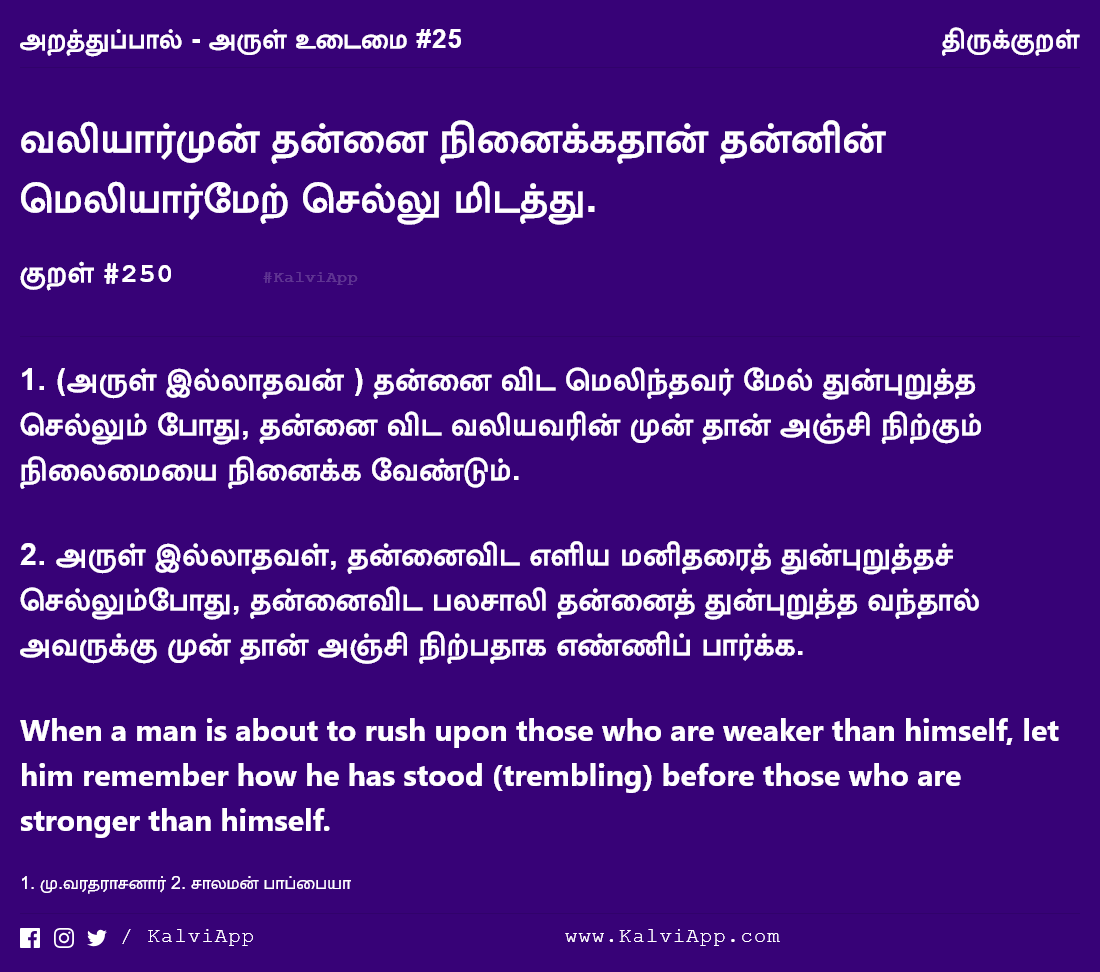 அறத்துப்பால் - அருள் உடைமை #25
திருக்குறள்
வலியார்முன் தன்னை நினைக்கதான் தன்னின்
மெலியார்மேற் செல்லு மிடத்து.
குறள் #250
#KalviApp
1. (அருள் இல்லாதவன் ) தன்னை விட மெலிந்தவர் மேல் துன்புறுத்த
செல்லும் போது, தன்னை விட வலியவரின் முன் தான் அஞ்சி நிற்கும்
நிலைமையை நினைக்க வேண்டும்.
2. அருள் இல்லாதவள், தன்னைவிட எளிய மனிதரைத் துன்புறுத்தச்
செல்லும்போது, தன்னைவிட பலசாலி தன்னைத் துன்புறுத்த வந்தால்
அவருக்கு முன் தான் அஞ்சி நிற்பதாக எண்ணிப் பார்க்க.
When a man is about to rush upon those who are weaker than himself, let
him remember how he has stood (trembling) before those who are
stronger than himself.
1. மு.வரதராசனார் 2. சாலமன் பாப்பையா
/ KalviApp
www.KalviApp.com